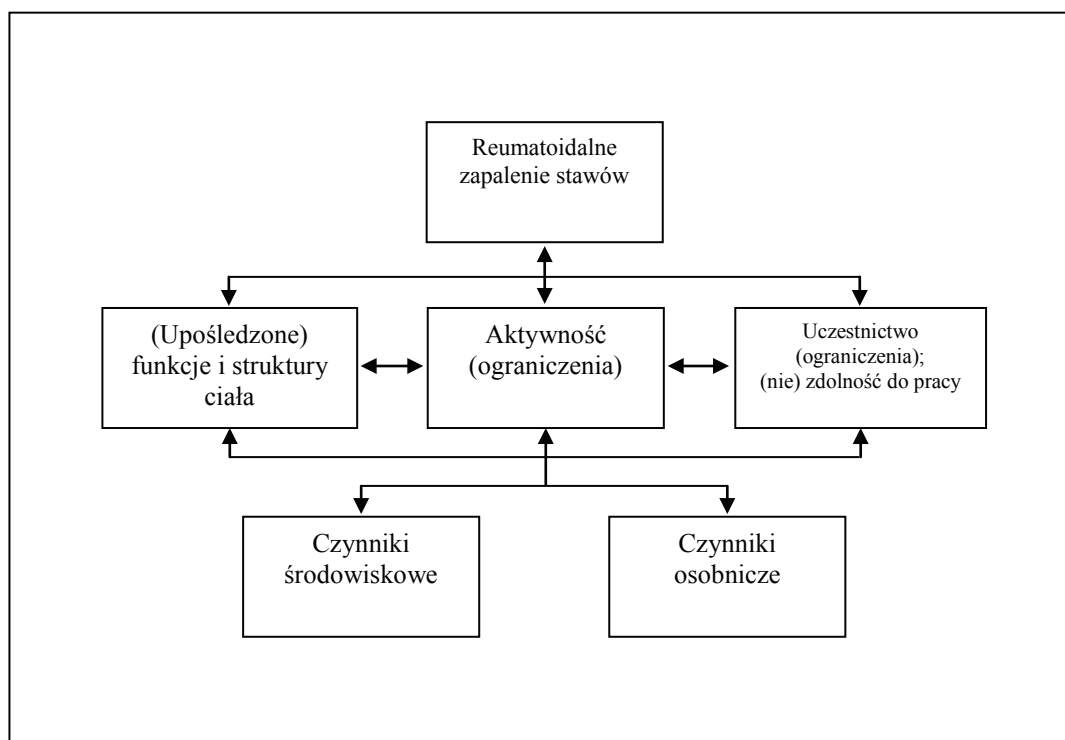 Reumatoidalne
zapalenie stawów
(Upośledzone)
funkcje i struktury
ciała
Aktywność
(ograniczenia)
Uczestnictwo
(ograniczenia);
(nie) zdolność do pracy
Czynniki
środowiskowe
Czynniki
osobnicze